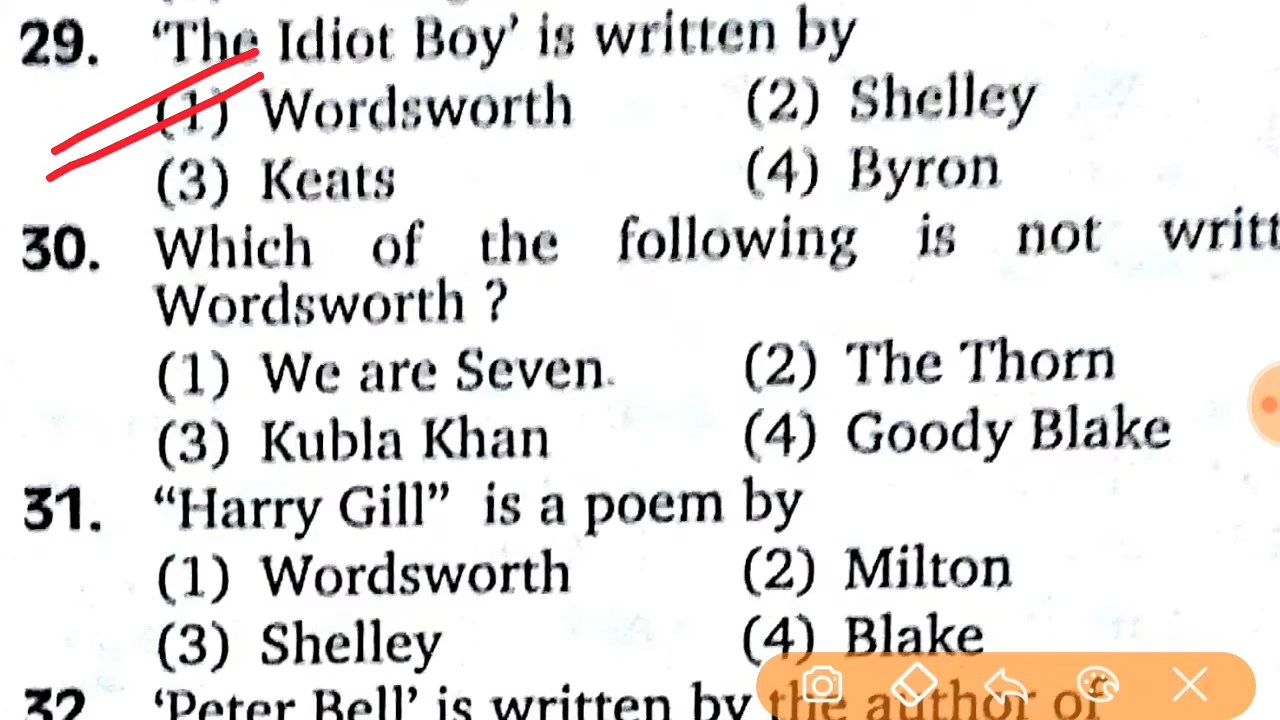 29. ‘The Idiot Boy’ is written by
(1) Wordsworth (2) Shelley
(3) Keats (4) Byron
30. Which of the following is not writt
Wordsworth ?
(1) We are Seven. (2) The Thorn
(3) Kubla Khan (4) Goody Blake
31. “Harry Gill” is a poem by
(1) Wordsworth (2) Milton
(3) Shelley (4) Blake
32 ‘Peter Bell’ is written by the author of